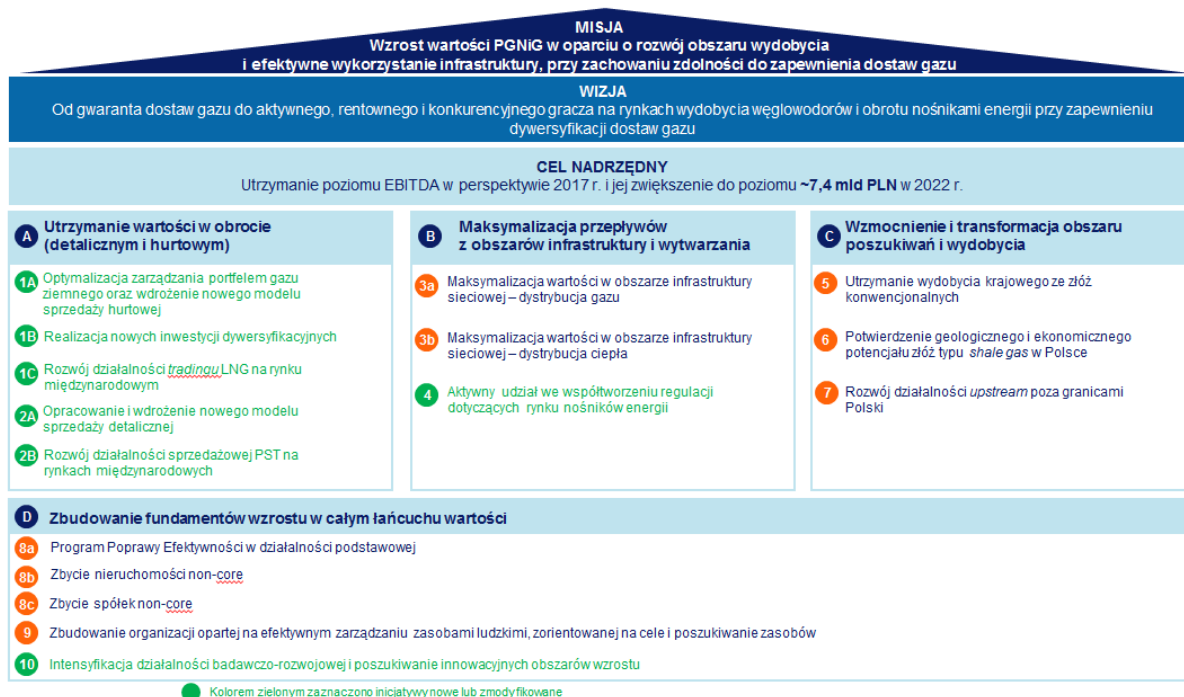 MISJA
Wzrost wartości PGNiG w oparciu o rozwój obszaru wydobycia
i efektywne wykorzystanie infrastruktury, przy zachowaniu zdolności do zapewnienia dostaw gazu
WIZJA
Od gwaranta dostaw gazu do aktywnego, rentownego i konkurencyjnego gracza na rynkach wydobycia węglowodorów i obrotu nośnikami energii przy zapewnieniu
dywersyfikacji dostaw gazu
CEL NADRZĘDNY
Utrzymanie poziomu EBITDA w perspektywie 2017 r. i jej zwiększenie do poziomu ~7,4 mld PLN w 2022 r.
A Utrzymanie wartości w obrocie
(detalicznym i hurtowym)
1A Optymalizacja zarządzania portfelem gazu
ziemnego oraz wdrożenie nowego modelu
sprzedaży hurtowej
1B Realizacja nowych inwestycji dywersyfikacyjnych
1C Rozwój działalności tradingu LNG na rynku
międzynarodowym
2A Opracowanie i wdrożenie nowego modelu
sprzedaży detalicznej
2B Rozwój działalności sprzedażowej PST na
rynkach międzynarodowych
B Maksymalizacja przepływów
z obszarów infrastruktury i wytwarzania
3a Maksymalizacja wartości w obszarze infrastruktury
sieciowej – dystrybucja gazu
3b Maksymalizacja wartości w obszarze infrastruktury
sieciowej – dystrybucja ciepła
4 Aktywny udział we współtworzeniu regulacji
dotyczących rynku nośników energii
C Wzmocnienie i transformacja obszaru
poszukiwań i wydobycia
5 Utrzymanie wydobycia krajowego ze złóż
konwencjonalnych
6 Potwierdzenie geologicznego i ekonomicznego
potencjału złóż typu shale gas w Polsce
7 Rozwój działalności upstream poza granicami
Polski
D Zbudowanie fundamentów wzrostu w całym łańcuchu wartości
8a Program Poprawy Efektywności w działalności podstawowej
8b Zbycie nieruchomości non-core
8c Zbycie spółek non-core
9 Zbudowanie organizacji opartej na efektywnym zarządzaniu zasobami ludzkimi, zorientowanej na cele i poszukiwanie zasobów
10 Intensyfikacja działalności badawczo-rozwojowej i poszukiwanie innowacyjnych obszarów wzrostu
Kolorem zielonym zaznaczono inicjatywy nowe lub zmodyfikowane